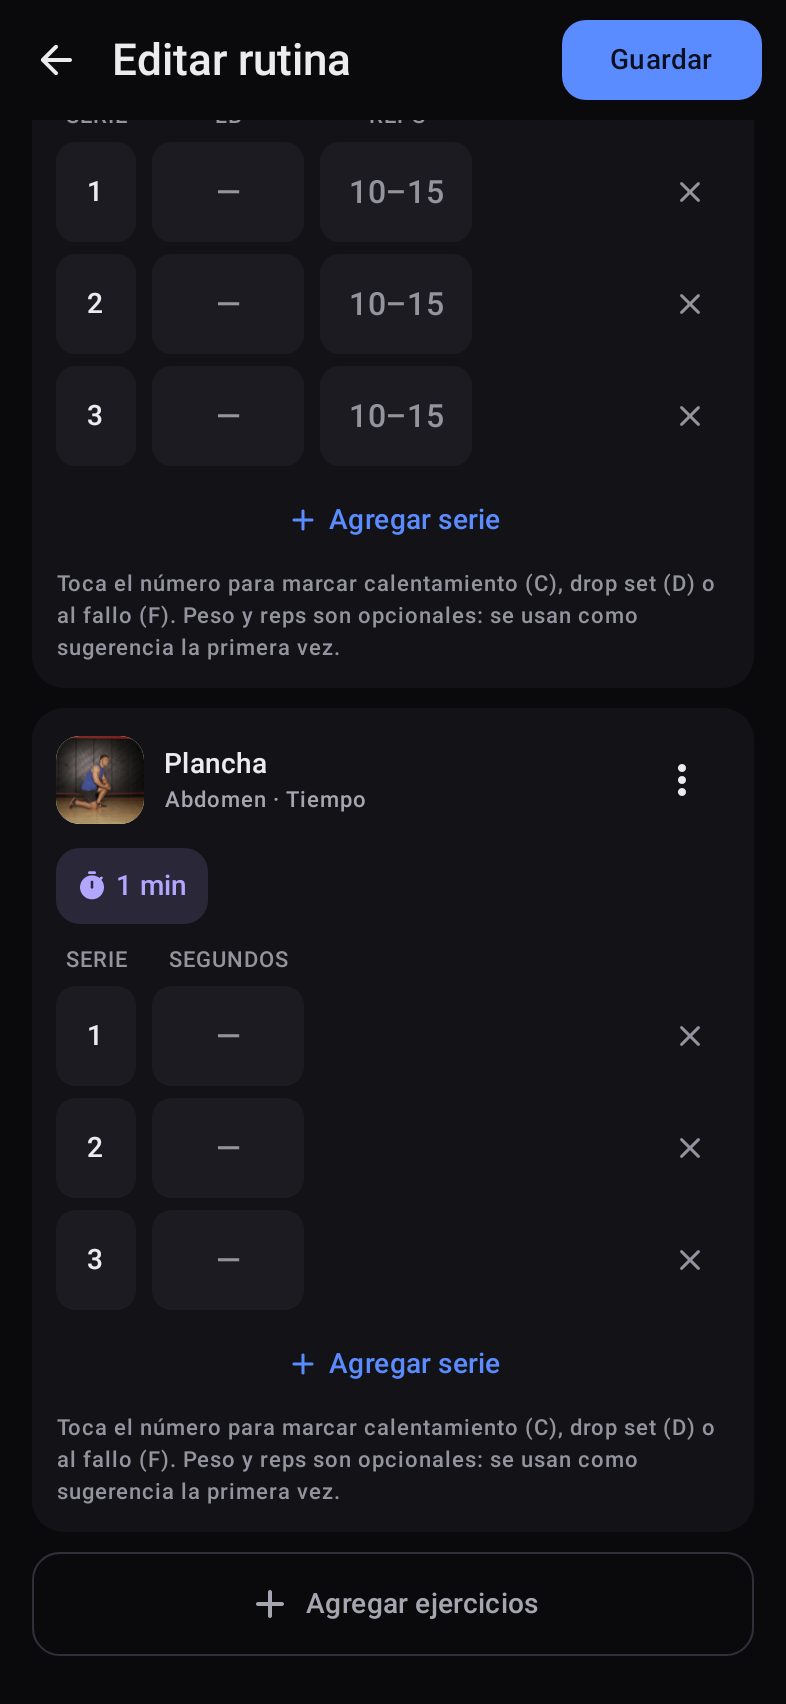 Editar rutina
Guardar
1 — 10–15
2 — 10–15
3 — 10–15
+ Agregar serie
Toca el número para marcar calentamiento (C), drop set (D) o
al fallo (F). Peso y reps son opcionales: se usan como
sugerencia la primera vez.
Plancha
Abdomen · Tiempo
1 min
SERIE SEGUNDOS
1 —
2 —
3 —
+ Agregar serie
Toca el número para marcar calentamiento (C), drop set (D) o
al fallo (F). Peso y reps son opcionales: se usan como
sugerencia la primera vez.
+ Agregar ejercicios